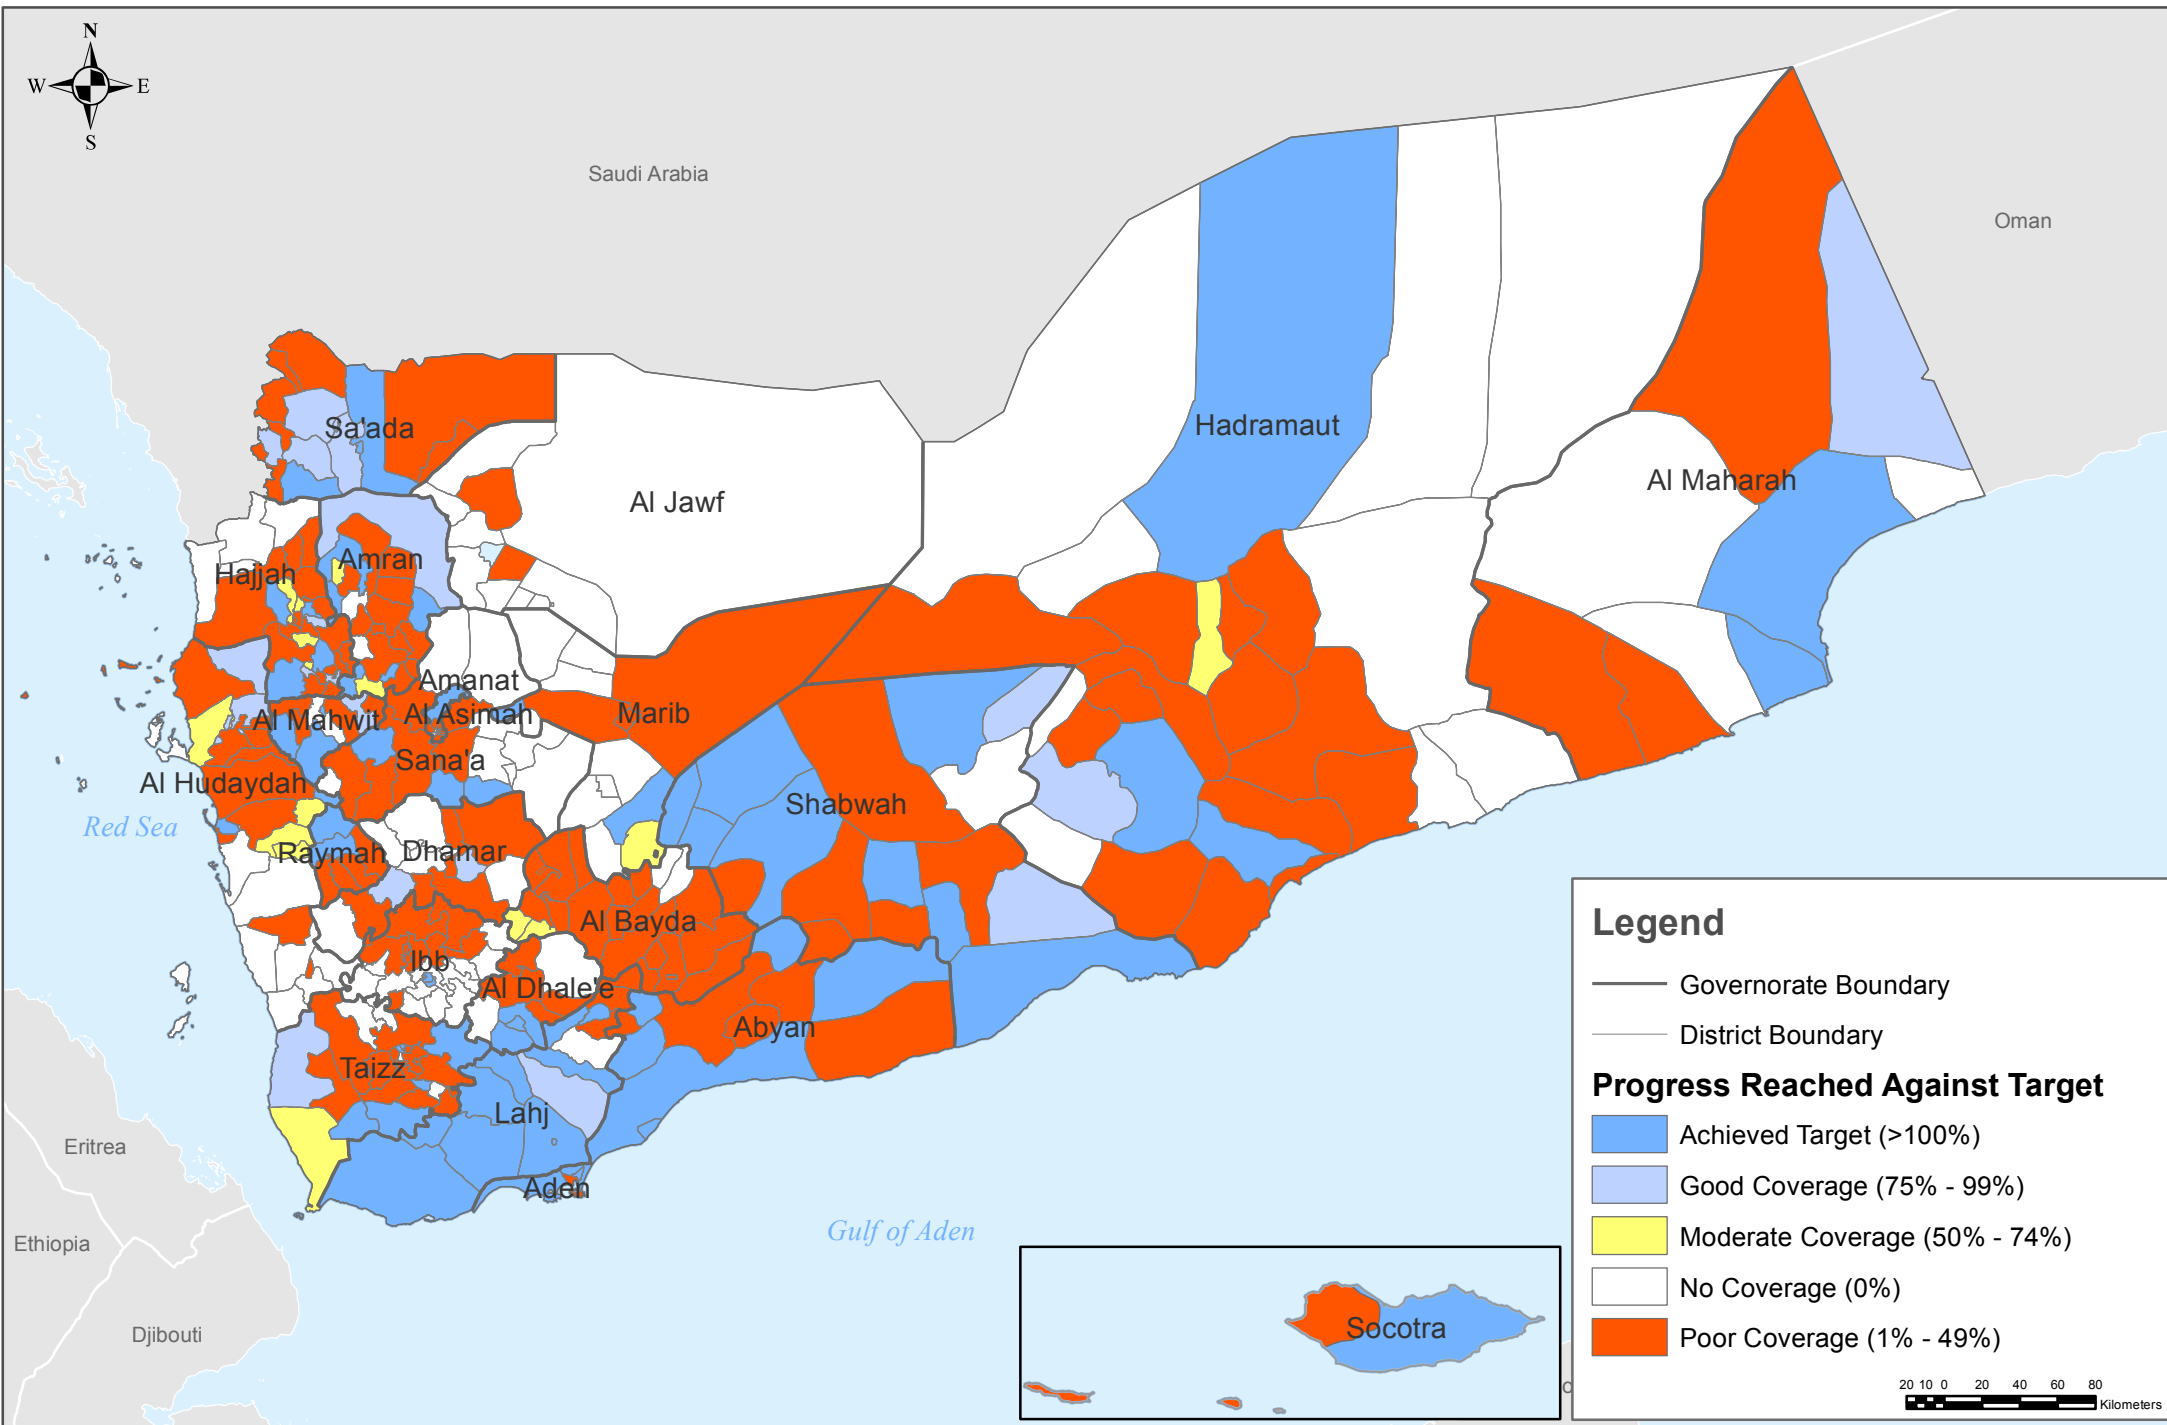 N
W
E
S
Saudi Arabia
Oman
Hadramaut
Sa'ada
Al Maharah
Al Jawf
Amran
Hajjah
Amanat
Al Asimah
Marib
Al Mahwit
Sana'a
Al Hudaydah
Shabwah
Red Sea
Raymah
Dhamar
Al Bayda
Ibb
Al Dhale'e
Abyan
Taizz
Lahj
Aden
Eritrea
Ethiopia
Djibouti
Gulf of Aden
Socotra
Legend
Governorate Boundary
District Boundary
Progress Reached Against Target
Achieved Target (>100%)
Good Coverage (75% - 99%)
Moderate Coverage (50% - 74%)
No Coverage (0%)
Poor Coverage (1% - 49%)
20 10 0 20 40 60 80
Kilometers